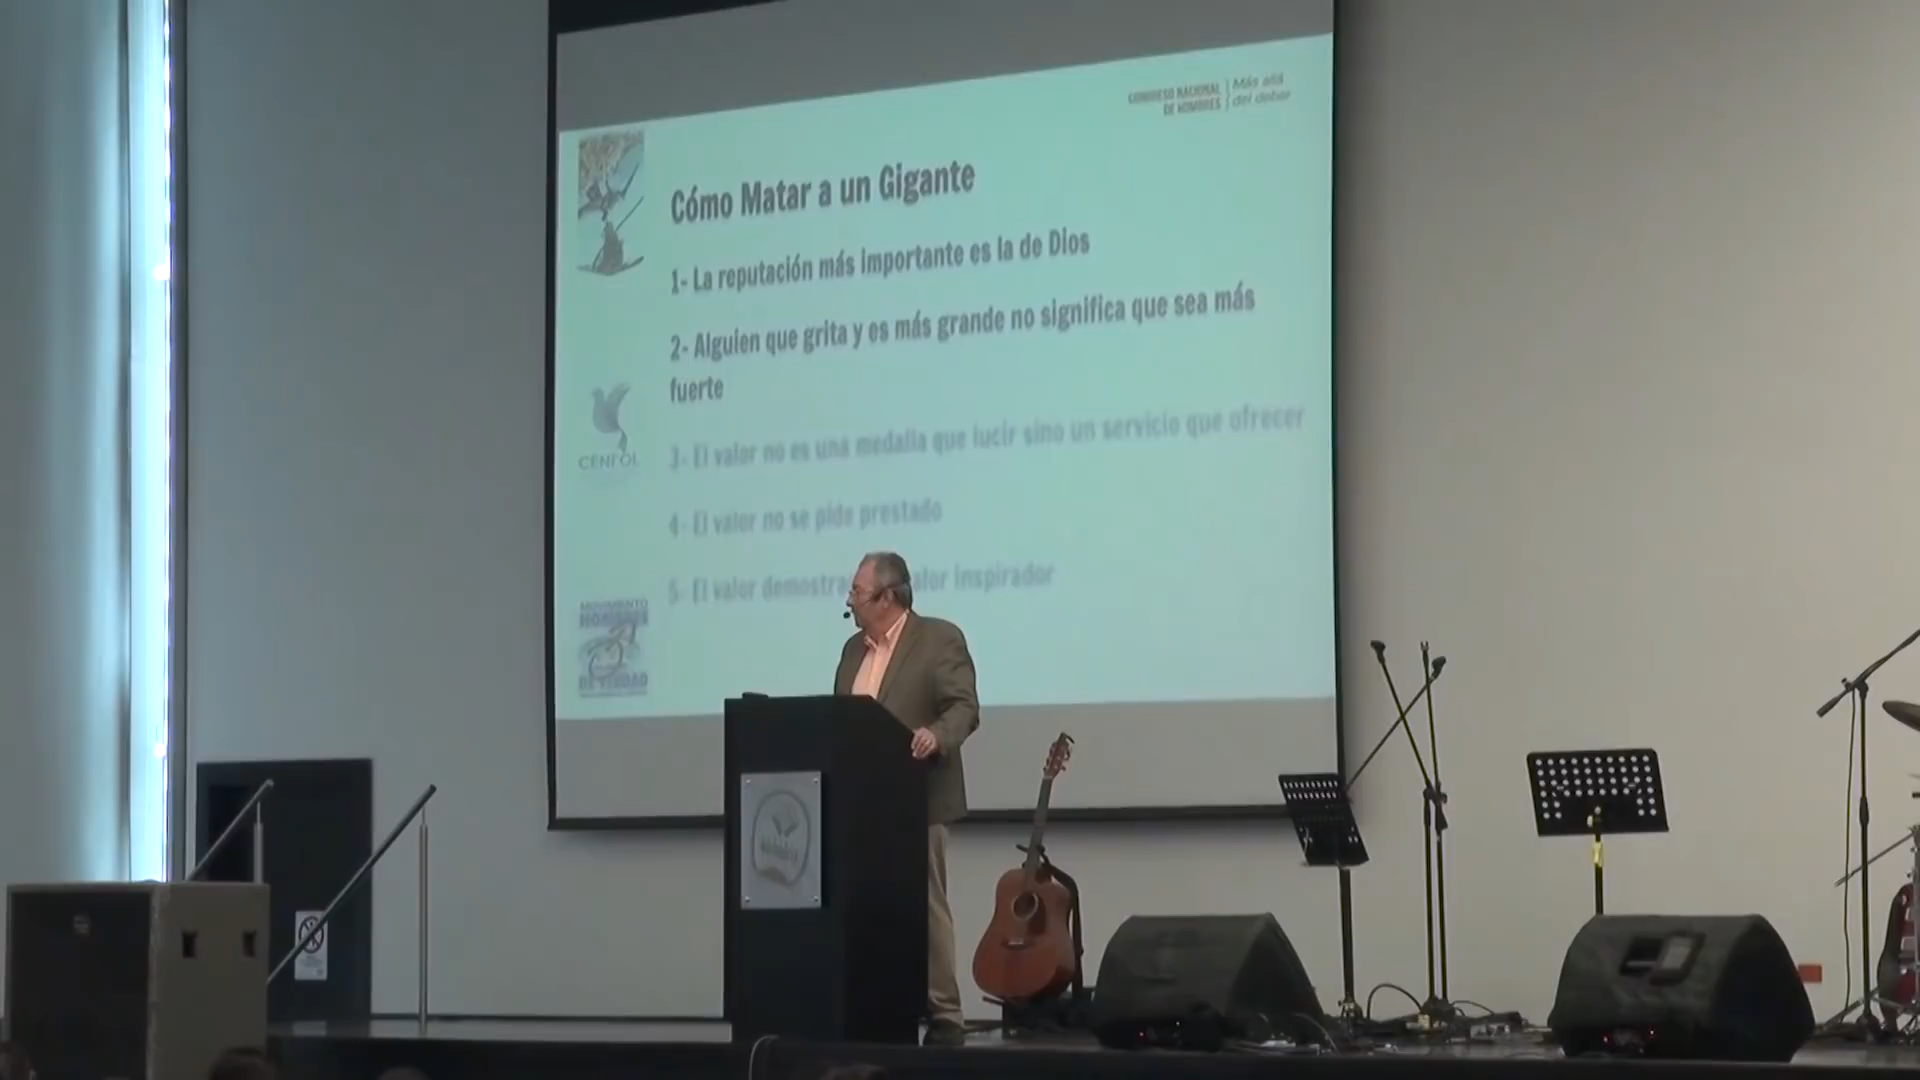 CONGRESO NACIONAL DE HOMBRES
Más allá del deber
Cómo Matar a un Gigante
1- La reputación más importante es la de Dios
2- Alguien que grita y es más grande no significa que sea más
fuerte
3- El valor no es una medalla que lucir sino un servicio que ofrecer
4- El valor no se pide prestado
5- El valor demostra alor inspirador
CENFOL
MOVIMIENTO
HOMBRES
DE VERDAD